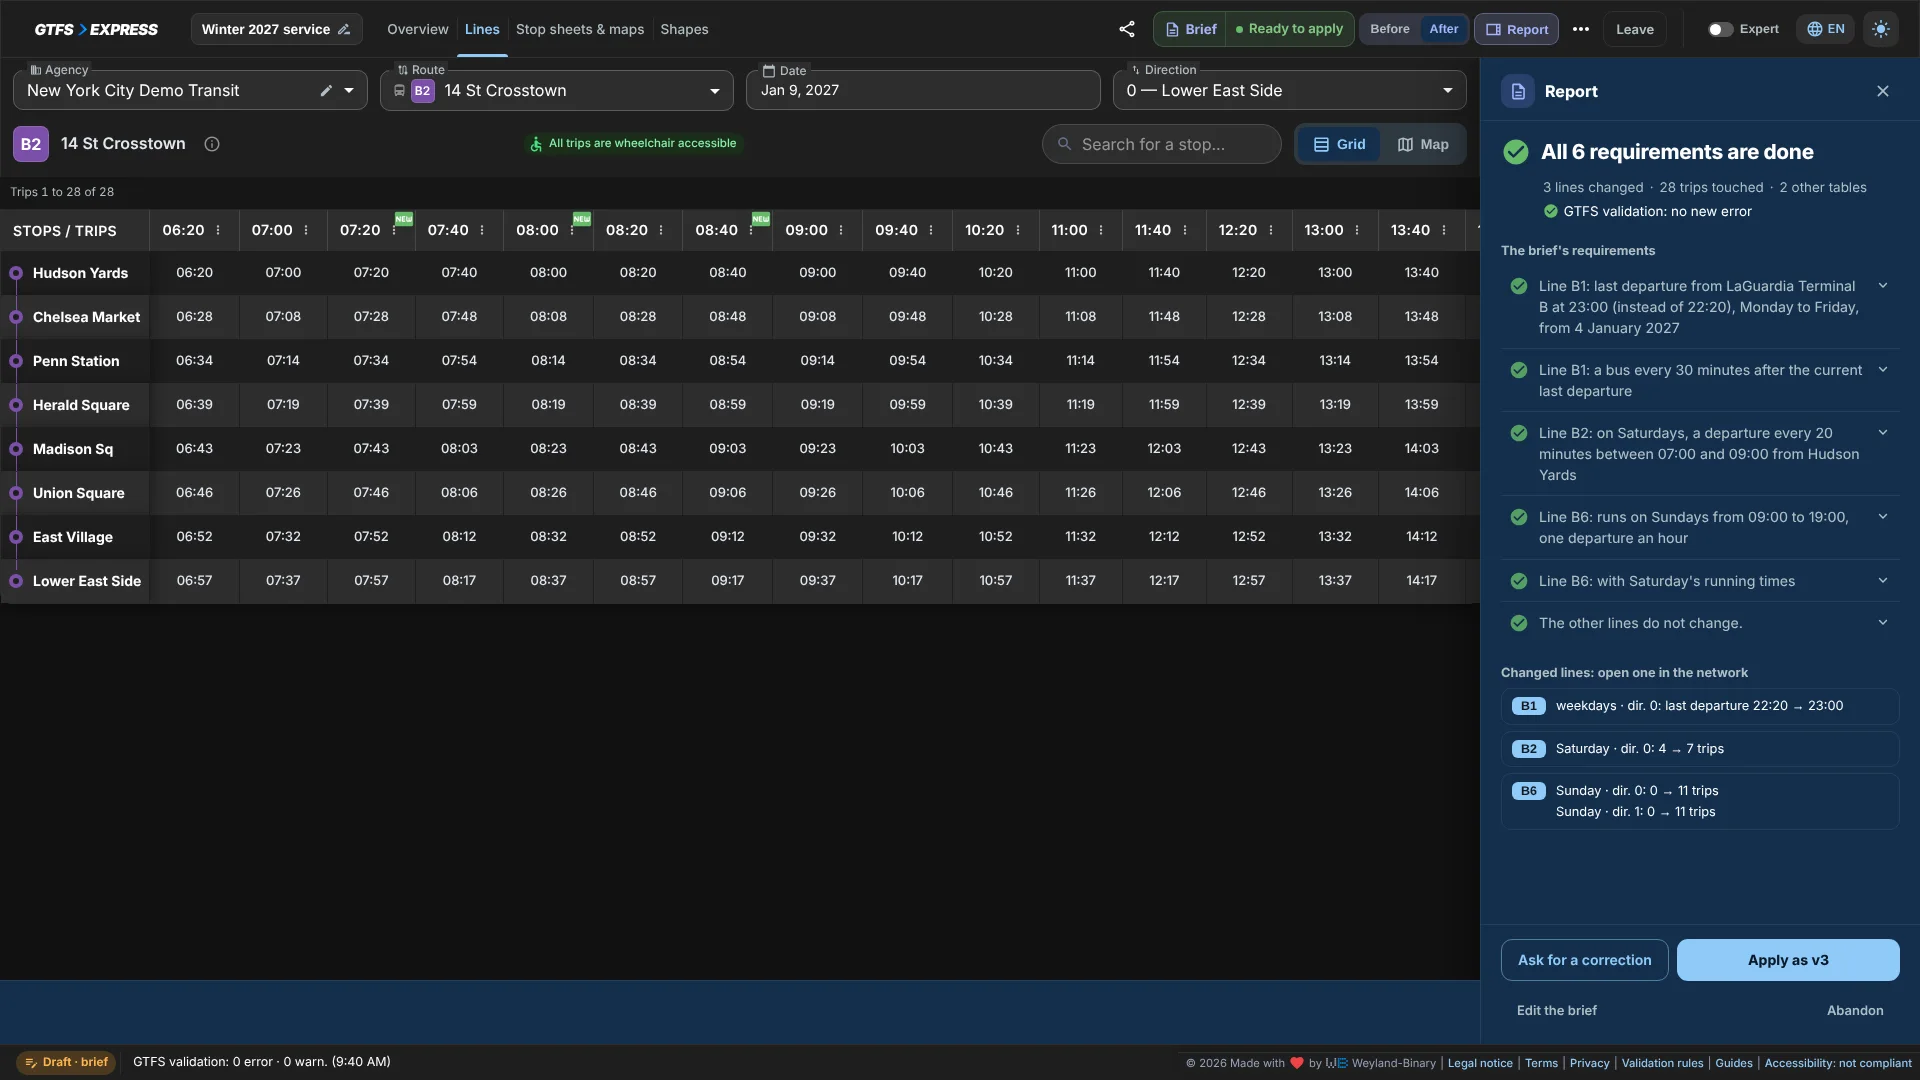 GTFS EXPRESS
Winter 2027 service
Overview
Lines
Stop sheets & maps
Shapes
Brief
Ready to apply
Before
After
Report
Leave
Expert
EN
Agency
New York City Demo Transit
Route
B2
14 St Crosstown
Date
Jan 9, 2027
Direction
0 — Lower East Side
B2
14 St Crosstown
All trips are wheelchair accessible
Search for a stop...
Grid
Map
Trips 1 to 28 of 28
NEW NEW NEW
STOPS / TRIPS 06:20 07:00 07:20 07:40 08:00 08:20 08:40 09:00 09:40 10:20 11:00 11:40 12:20 13:00 13:40
Hudson Yards 06:20 07:00 07:20 07:40 08:00 08:20 08:40 09:00 09:40 10:20 11:00 11:40 12:20 13:00 13:40
Chelsea Market 06:28 07:08 07:28 07:48 08:08 08:28 08:48 09:08 09:48 10:28 11:08 11:48 12:28 13:08 13:48
Penn Station 06:34 07:14 07:34 07:54 08:14 08:34 08:54 09:14 09:54 10:34 11:14 11:54 12:34 13:14 13:54
Herald Square 06:39 07:19 07:39 07:59 08:19 08:39 08:59 09:19 09:59 10:39 11:19 11:59 12:39 13:19 13:59
Madison Sq 06:43 07:23 07:43 08:03 08:23 08:43 09:03 09:23 10:03 10:43 11:23 12:03 12:43 13:23 14:03
Union Square 06:46 07:26 07:46 08:06 08:26 08:46 09:06 09:26 10:06 10:46 11:26 12:06 12:46 13:26 14:06
East Village 06:52 07:32 07:52 08:12 08:32 08:52 09:12 09:32 10:12 10:52 11:32 12:12 12:52 13:32 14:12
Lower East Side 06:57 07:37 07:57 08:17 08:37 08:57 09:17 09:37 10:17 10:57 11:37 12:17 12:57 13:37 14:17
Report
All 6 requirements are done
3 lines changed · 28 trips touched · 2 other tables
GTFS validation: no new error
The brief's requirements
Line B1: last departure from LaGuardia Terminal
B at 23:00 (instead of 22:20), Monday to Friday,
from 4 January 2027
Line B1: a bus every 30 minutes after the current
last departure
Line B2: on Saturdays, a departure every 20
minutes between 07:00 and 09:00 from Hudson
Yards
Line B6: runs on Sundays from 09:00 to 19:00,
one departure an hour
Line B6: with Saturday's running times
The other lines do not change.
Changed lines: open one in the network
B1 weekdays · dir. 0: last departure 22:20 → 23:00
B2 Saturday · dir. 0: 4 → 7 trips
B6 Sunday · dir. 0: 0 → 11 trips
Sunday · dir. 1: 0 → 11 trips
Ask for a correction
Apply as v3
Edit the brief
Abandon
Draft · brief
GTFS validation: 0 error · 0 warn. (9:40 AM)
© 2026 Made with ❤️ by Weyland-Binary | Legal notice | Terms | Privacy | Validation rules | Guides | Accessibility: not compliant